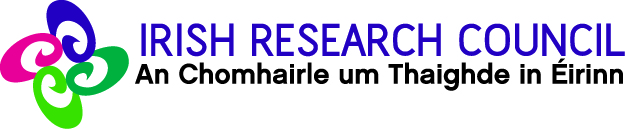 IRISH RESEARCH COUNCIL
An Chomhairle um Thaighde in Éirinn